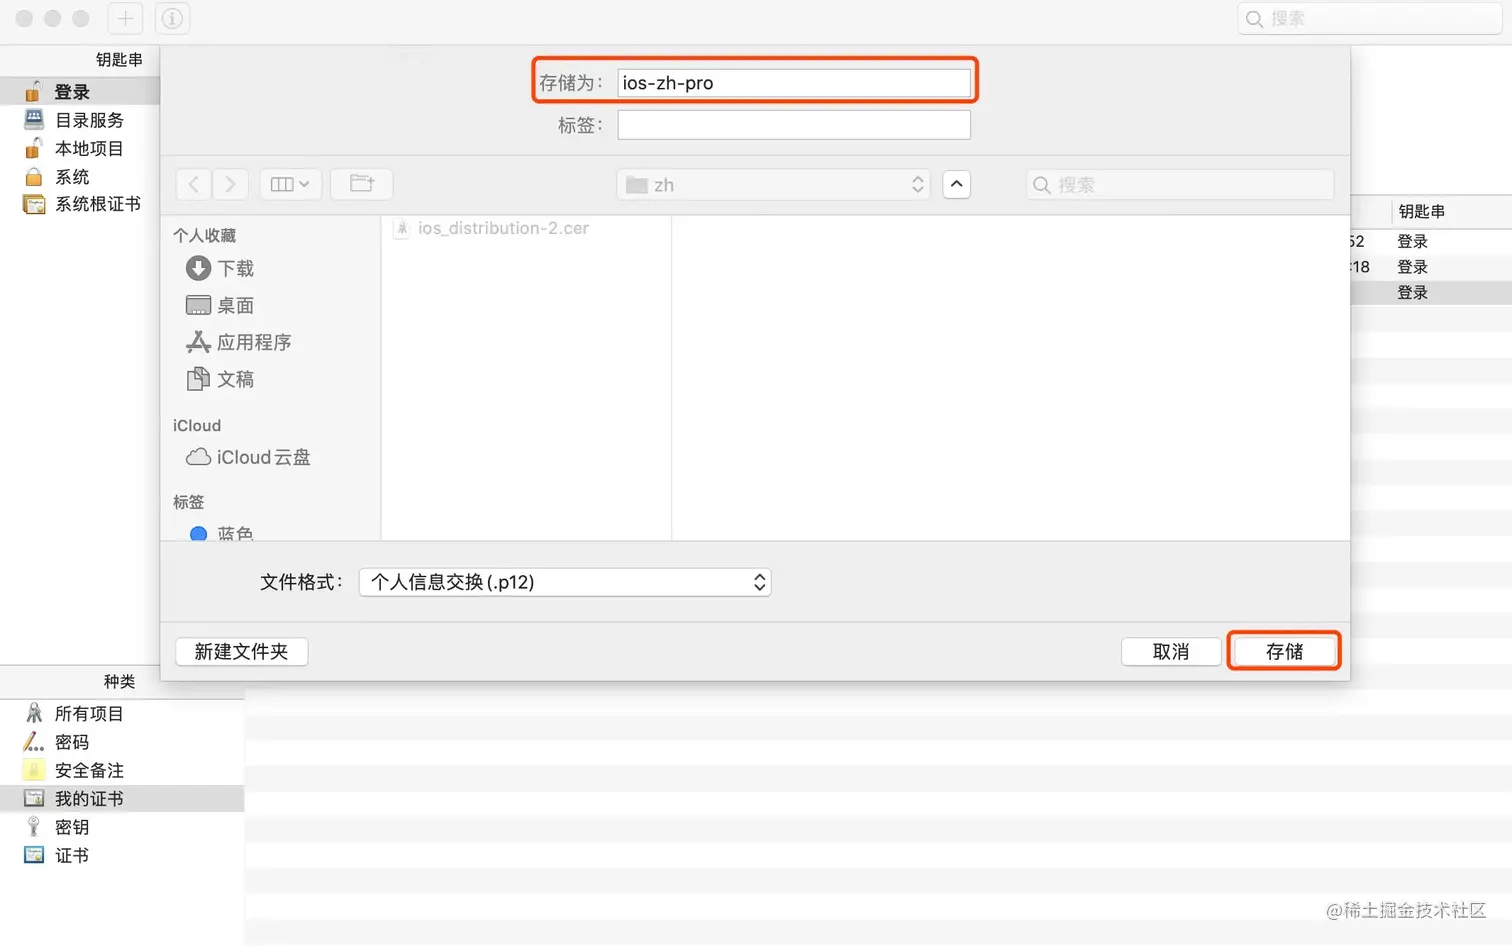 搜索
钥匙串
登录
目录服务
本地项目
系统
系统根证书
存储为：
ios-zh-pro
标签：
zh
搜索
个人收藏
下载
桌面
应用程序
文稿
iCloud
iCloud云盘
标签
蓝色
ios_distribution-2.cer
钥匙串
52 登录
:18 登录
登录
文件格式：
个人信息交换 (.p12)
新建文件夹
取消
存储
种类
所有项目
密码
安全备注
我的证书
密钥
证书
@稀土掘金技术社区